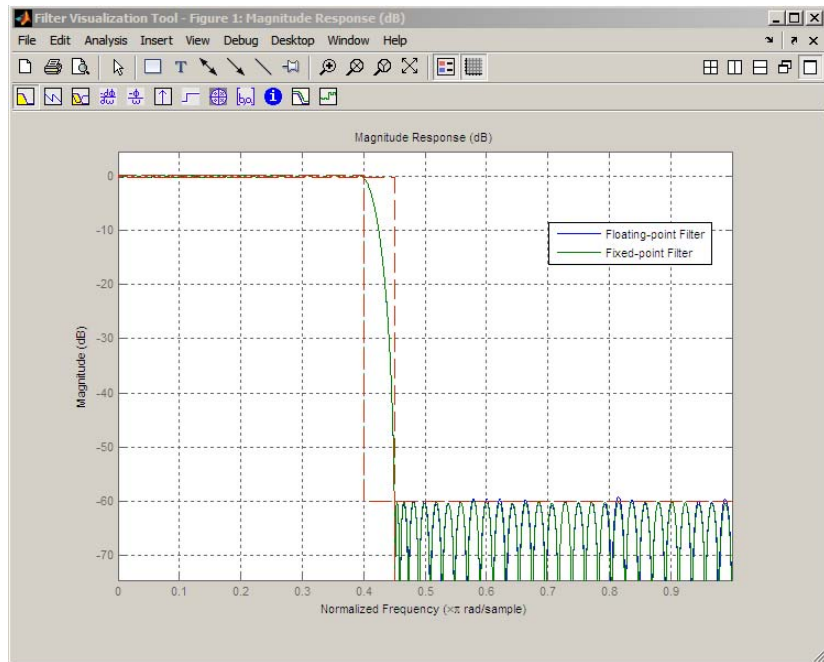 Filter Visualization Tool - Figure 1: Magnitude Response (dB)
File Edit Analysis Insert View Debug Desktop Window Help
Magnitude Response (dB)
0
-10
-20
-30
-40
-50
-60
-70
Magnitude (dB)
Floating-point Filter
Fixed-point Filter
0 0.1 0.2 0.3 0.4 0.5 0.6 0.7 0.8 0.9
Normalized Frequency (×π rad/sample)